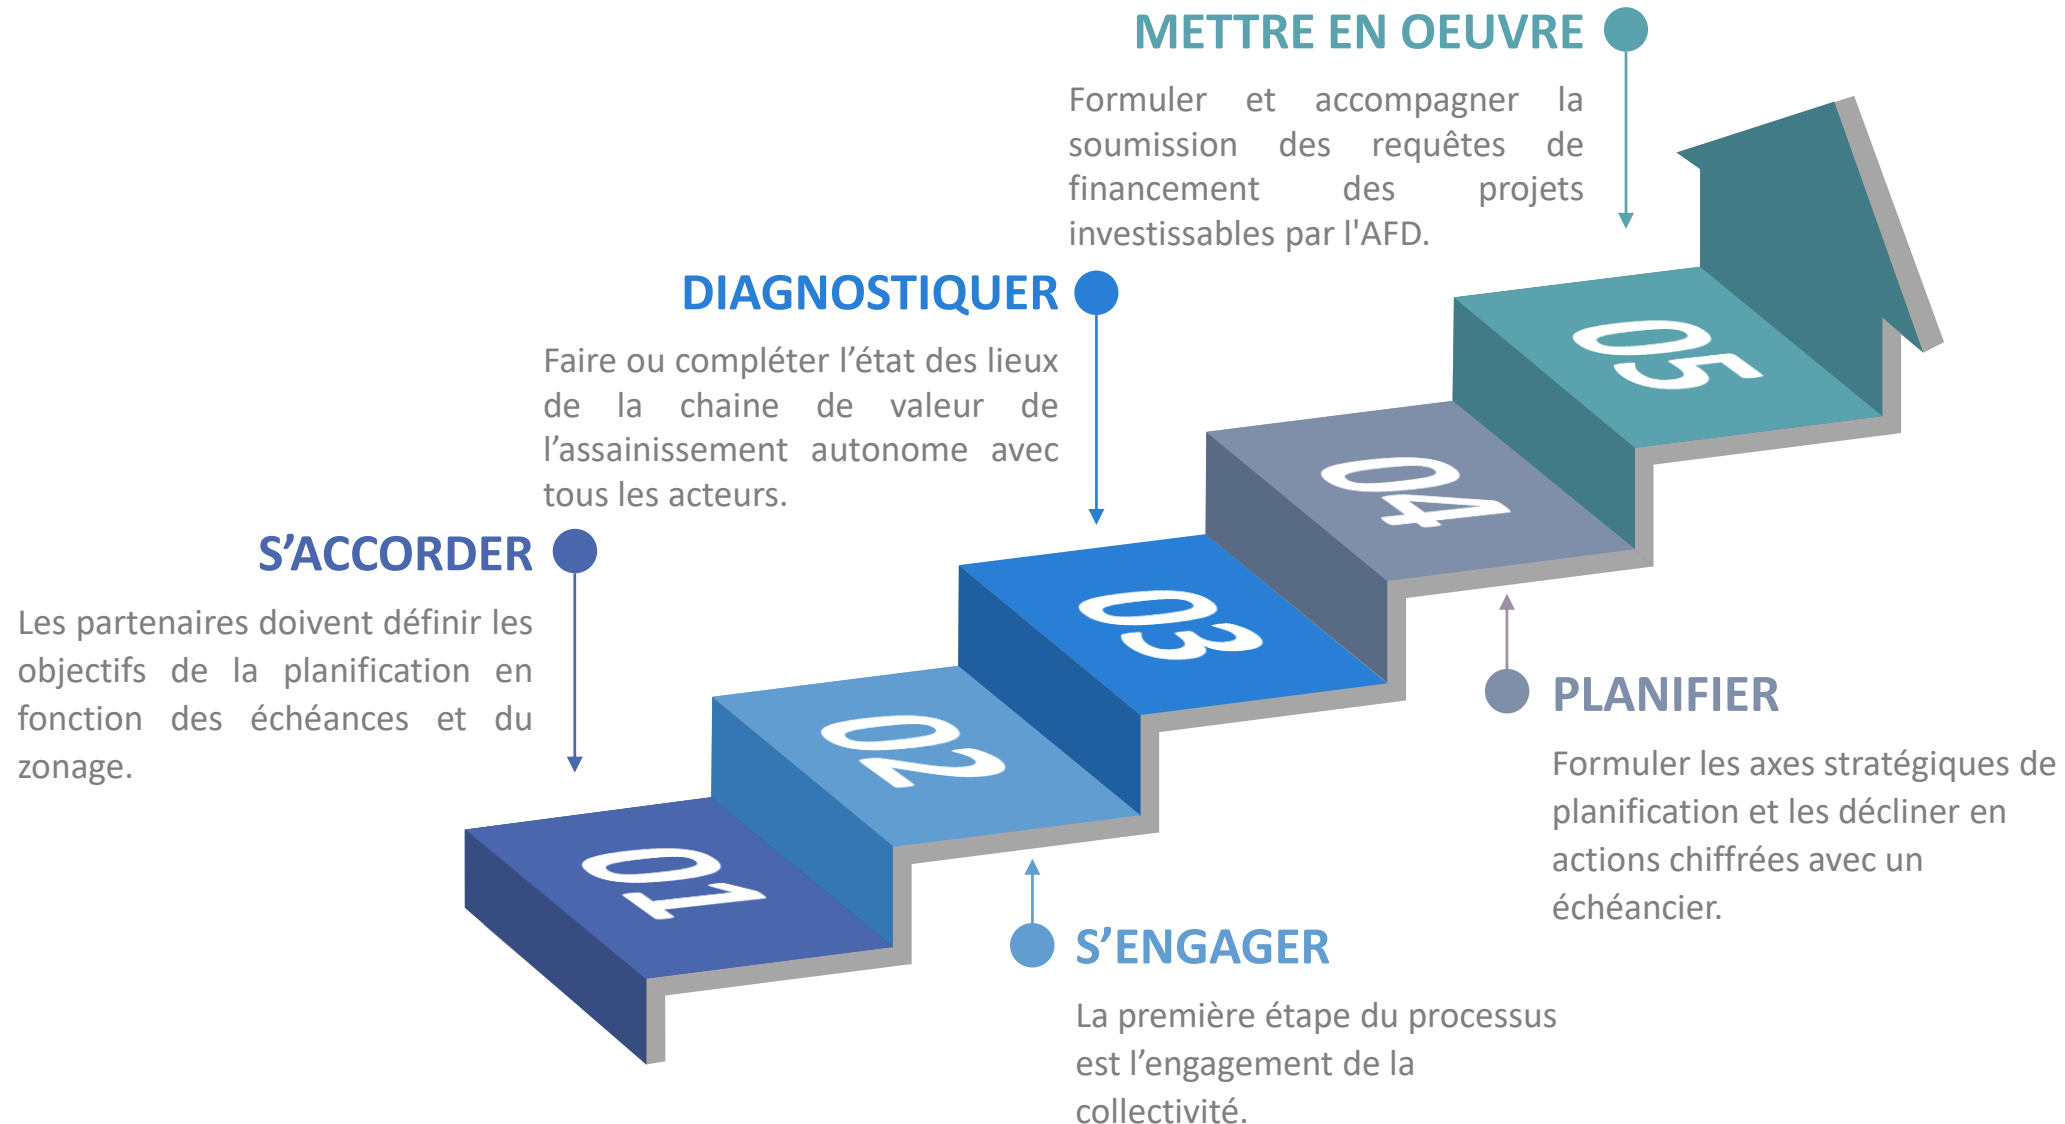 METTRE EN OEUVRE
Formuler et accompagner la
soumission des requêtes de
financement des projets
investissables par l'AFD.
DIAGNOSTIQUER
Faire ou compléter l’état des lieux
de la chaine de valeur de
l’assainissement autonome avec
tous les acteurs.
S’ACCORDER
Les partenaires doivent définir les
objectifs de la planification en
fonction des échéances et du
zonage.
01
02
03
04
05
PLANIFIER
Formuler les axes stratégiques de
planification et les décliner en
actions chiffrées avec un
échéancier.
S’ENGAGER
La première étape du processus
est l’engagement de la
collectivité.